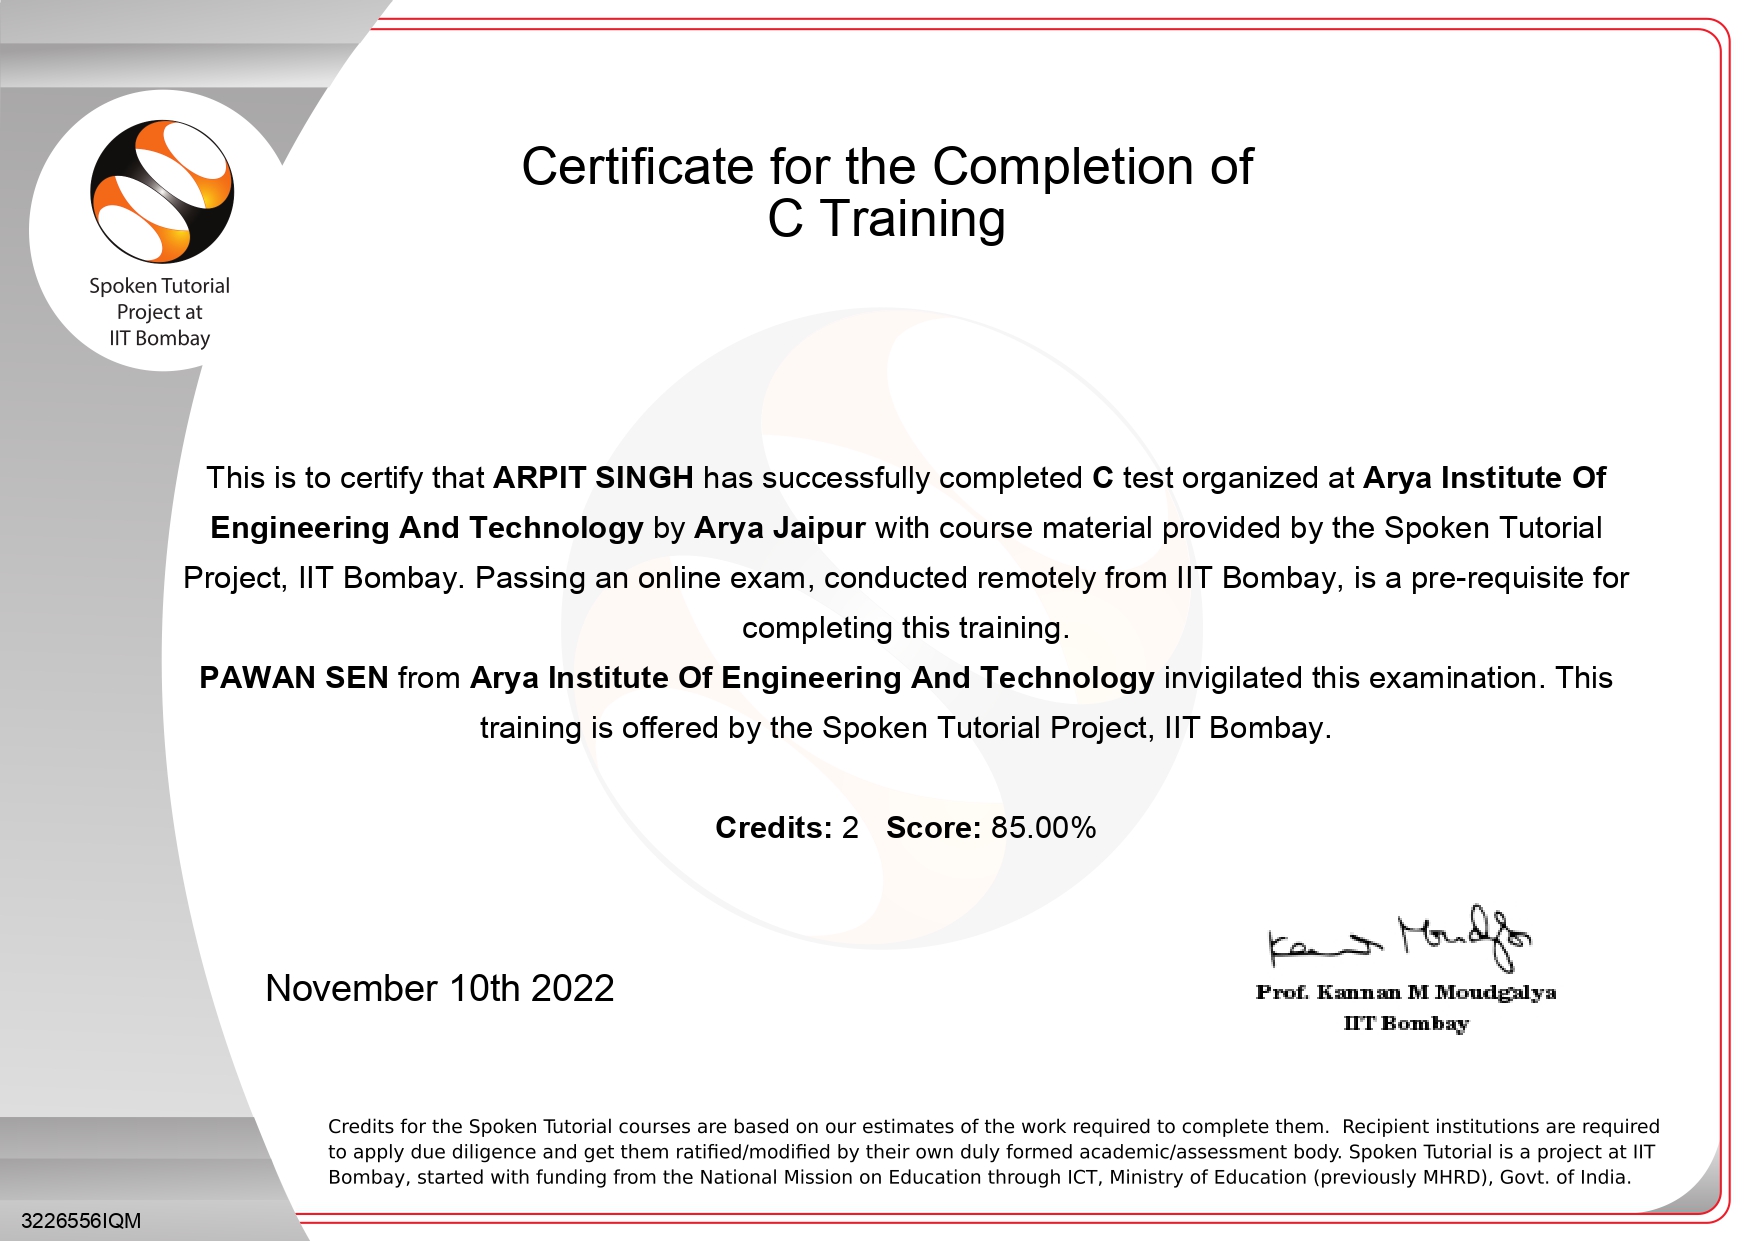 Spoken Tutorial
Project at
IIT Bombay
Certificate for the Completion of
C Training
This is to certify that ARPIT SINGH has successfully completed C test organized at Arya Institute Of
Engineering And Technology by Arya Jaipur with course material provided by the Spoken Tutorial
Project, IIT Bombay. Passing an online exam, conducted remotely from IIT Bombay, is a pre-requisite for
completing this training.
PAWAN SEN from Arya Institute Of Engineering And Technology invigilated this examination. This
training is offered by the Spoken Tutorial Project, IIT Bombay.
Credits: 2 Score: 85.00%
November 10th 2022
Prof. Kannan M Moudgalya
IIT Bombay
Credits for the Spoken Tutorial courses are based on our estimates of the work required to complete them. Recipient institutions are required
to apply due diligence and get them ratified/modified by their own duly formed academic/assessment body. Spoken Tutorial is a project at IIT
Bombay, started with funding from the National Mission on Education through ICT, Ministry of Education (previously MHRD), Govt. of India.
3226556IQM